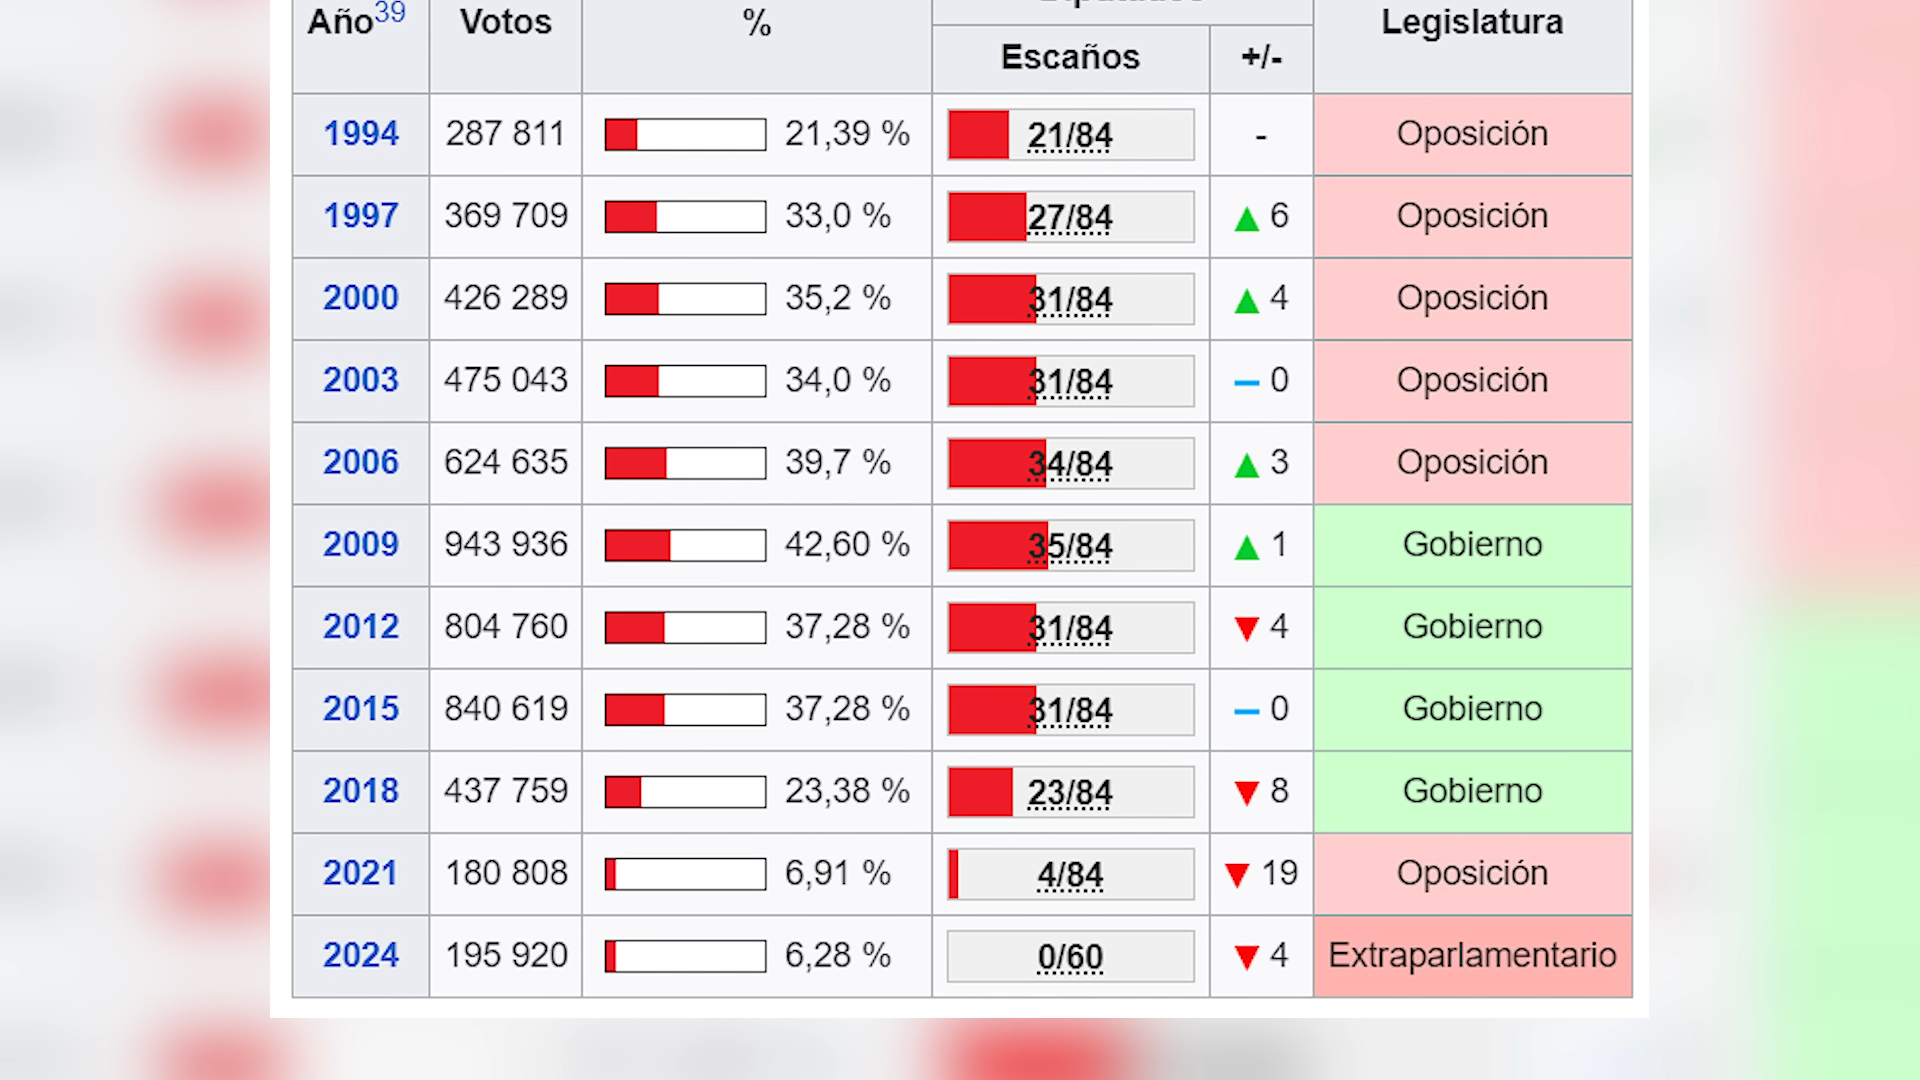 Año39 Votos % Legislatura
Escaños +/-
1994 287 811 21,39 % 21/84 - Oposición
1997 369 709 33,0 % 27/84 ▲ 6 Oposición
2000 426 289 35,2 % 31/84 ▲ 4 Oposición
2003 475 043 34,0 % 31/84 0 Oposición
2006 624 635 39,7 % 34/84 ▲ 3 Oposición
2009 943 936 42,60 % 35/84 ▲ 1 Gobierno
2012 804 760 37,28 % 31/84 ▼ 4 Gobierno
2015 840 619 37,28 % 31/84 0 Gobierno
2018 437 759 23,38 % 23/84 ▼ 8 Gobierno
2021 180 808 6,91 % 4/84 ▼ 19 Oposición
2024 195 920 6,28 % 0/60 ▼ 4 Extraparlamentario